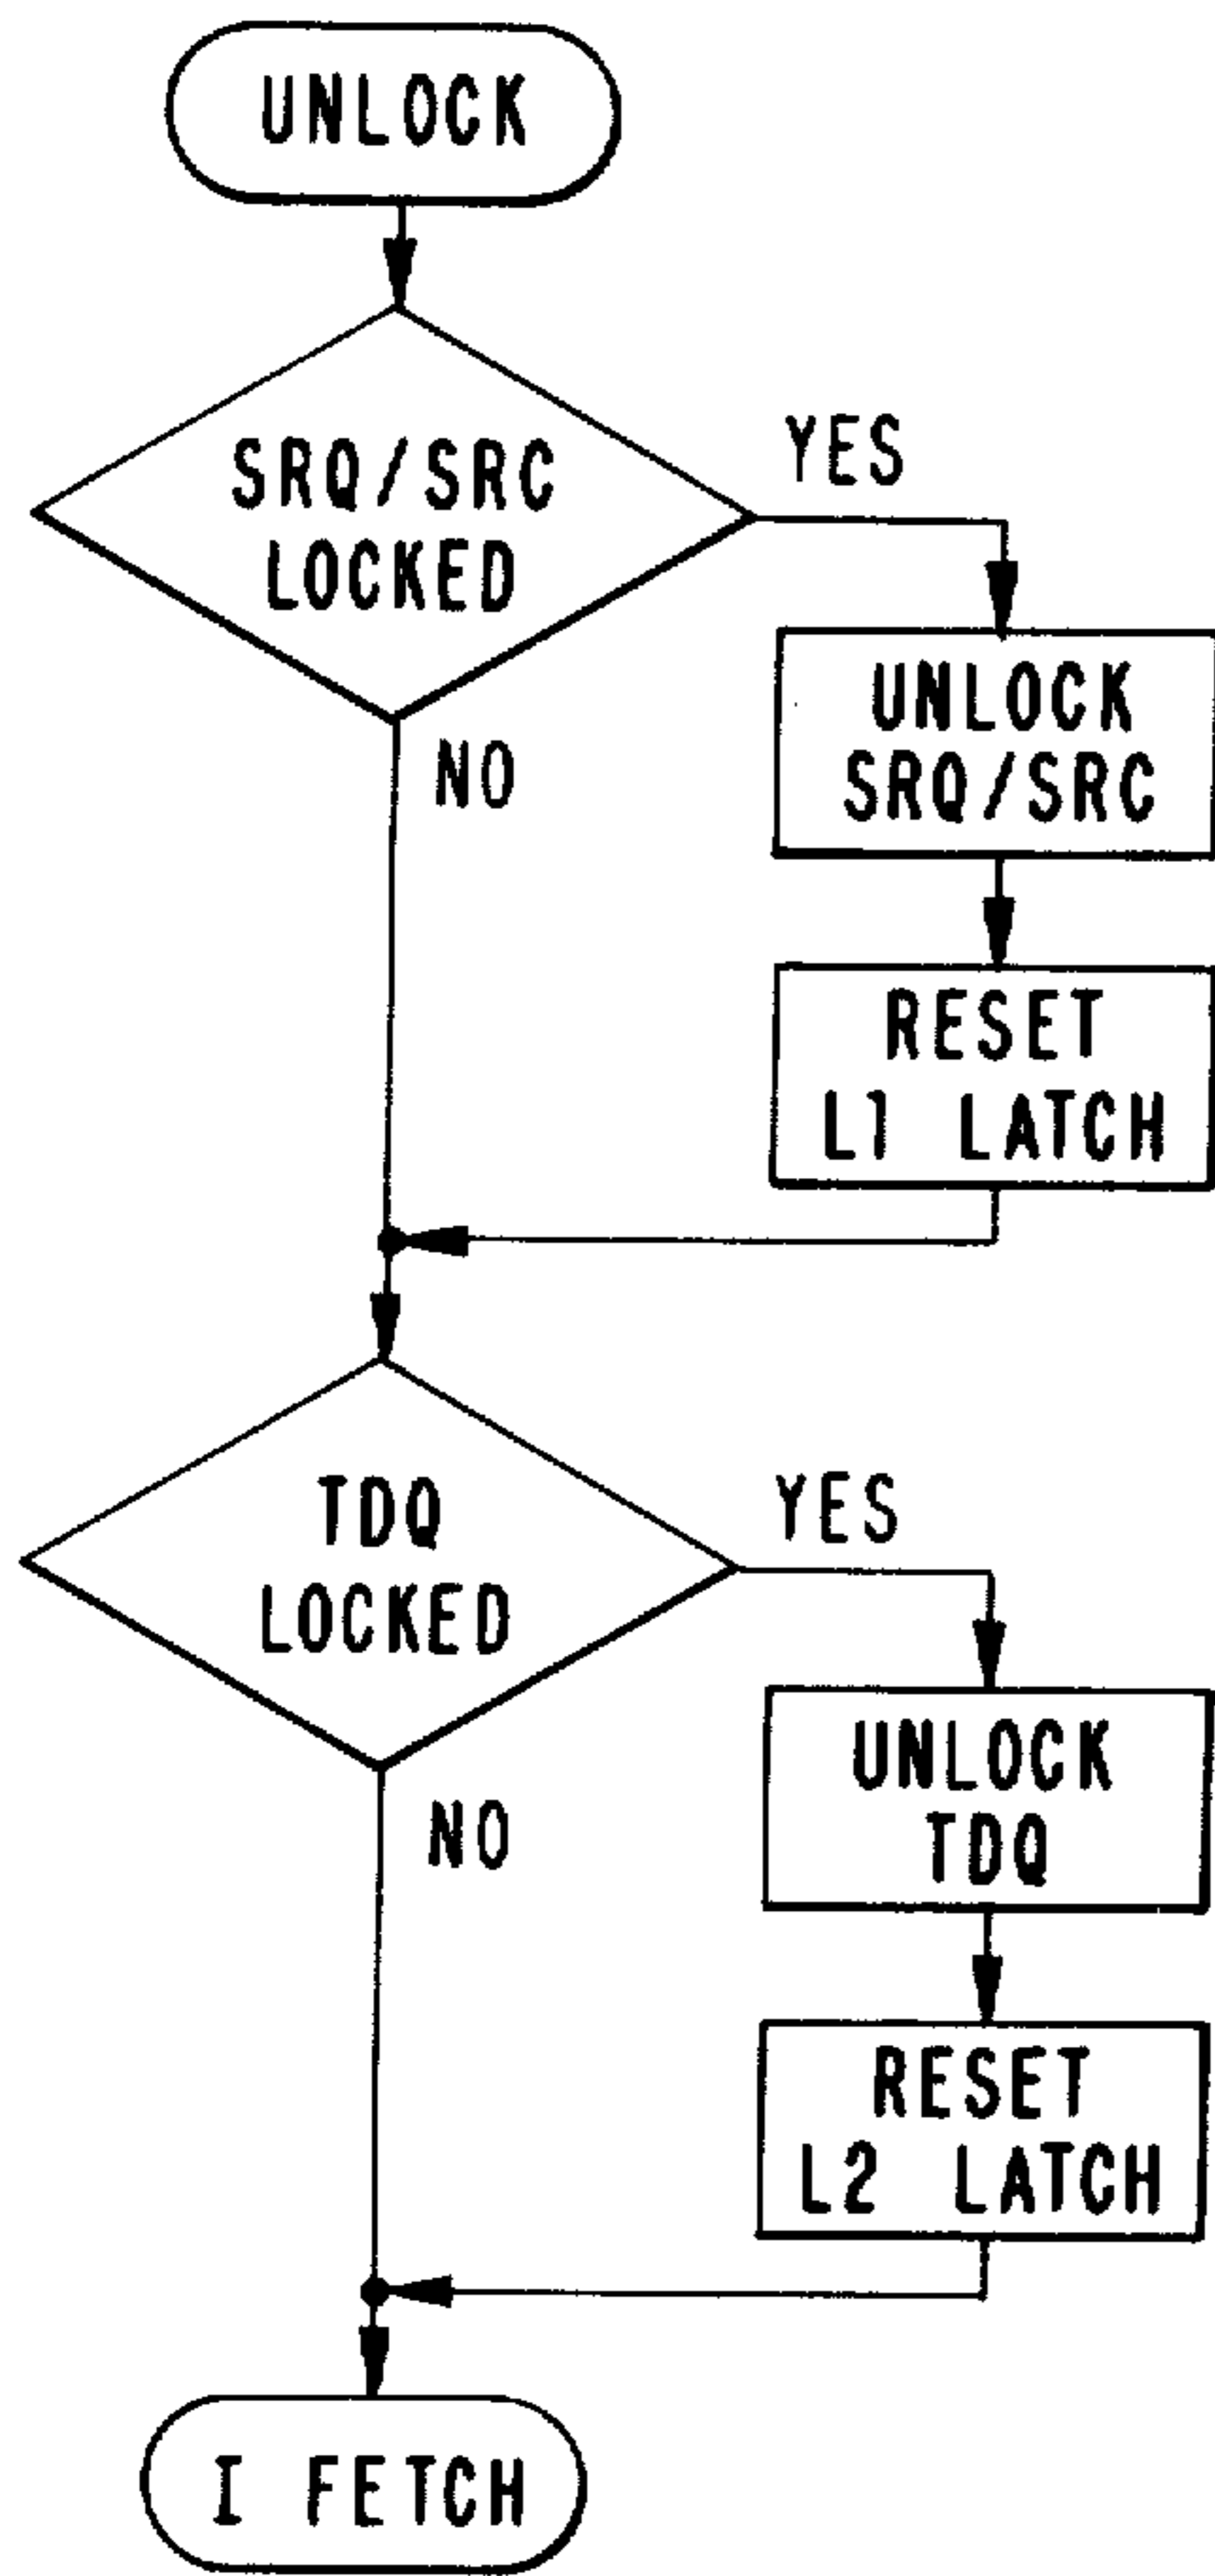 UNLOCK
SRQ/SRC
LOCKED
YES
NO
UNLOCK
SRQ/SRC
RESET
L1 LATCH
TDQ
LOCKED
YES
NO
UNLOCK
TDQ
RESET
L2 LATCH
I FETCH